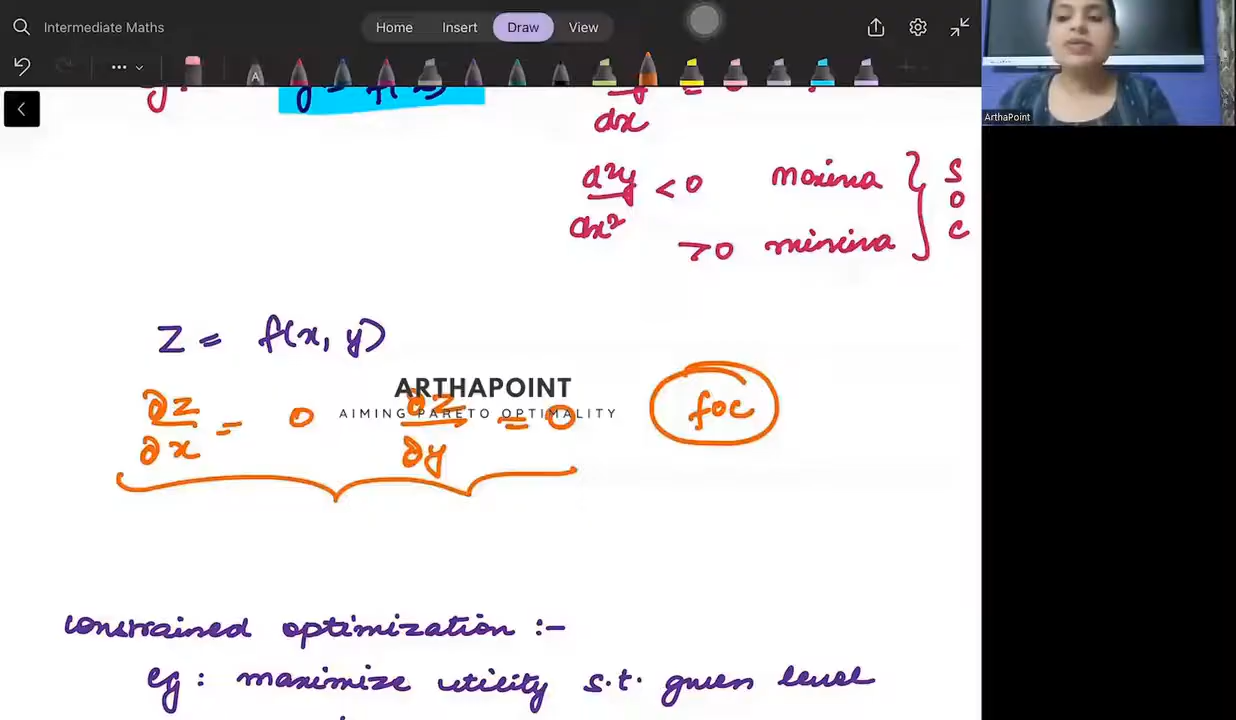 Intermediate Maths
Home Insert Draw View
ArthaPoint
dx
d²y < 0 maxima } S
dx² O
> 0 minima C
Z = f(x, y)
∂Z/∂x = 0 ∂Z/∂y = 0 foc
ARTHAPOINT
AIMING PARETO OPTIMALITY
constrained optimization :-
eg : maximize utility s.t. given level